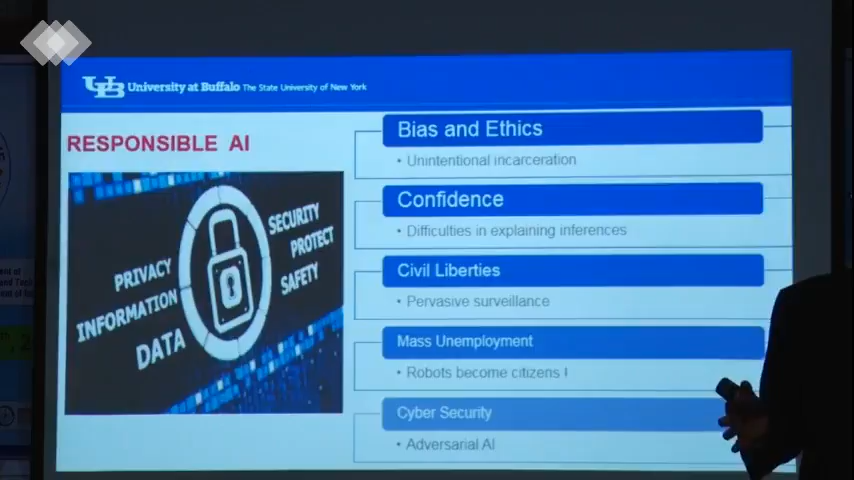 UB University at Buffalo The State University of New York
RESPONSIBLE AI
PRIVACY
INFORMATION
DATA
SECURITY
PROTECT
SAFETY
Bias and Ethics
• Unintentional incarceration
Confidence
• Difficulties in explaining inferences
Civil Liberties
• Pervasive surveillance
Mass Unemployment
• Robots become citizens !
Cyber Security
• Adversarial AI